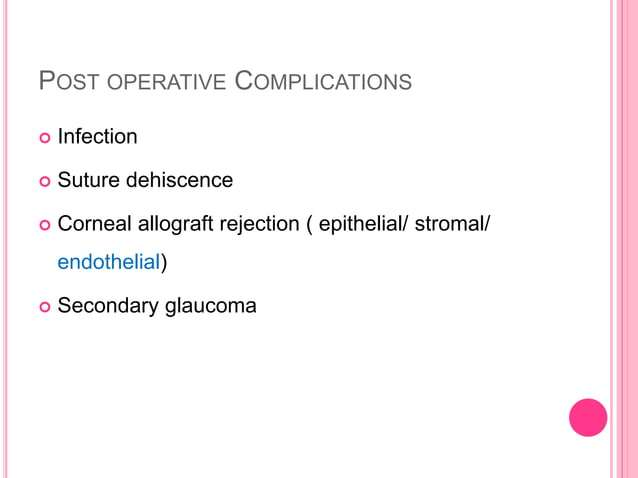 POST OPERATIVE COMPLICATIONS
Infection
Suture dehiscence
Corneal allograft rejection ( epithelial/ stromal/
endothelial)
Secondary glaucoma